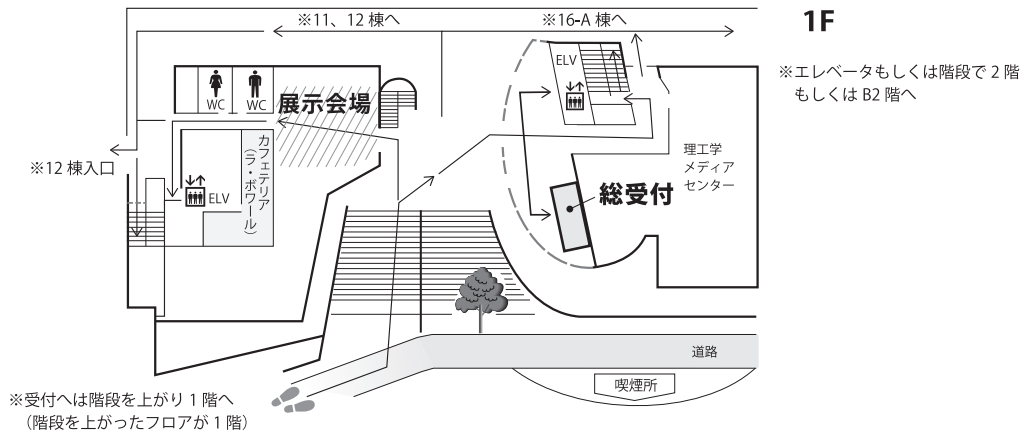 ※11、12 棟へ
※16-A 棟へ
1F
※エレベータもしくは階段で 2 階
もしくは B2 階へ
ELV
WC
WC
展示会場
カフェテリア
(ラ・ボワール)
※12 棟入口
ELV
理工学
メディア
センター
総受付
道路
喫煙所
※受付へは階段を上がり 1 階へ
(階段を上がったフロアが 1 階)